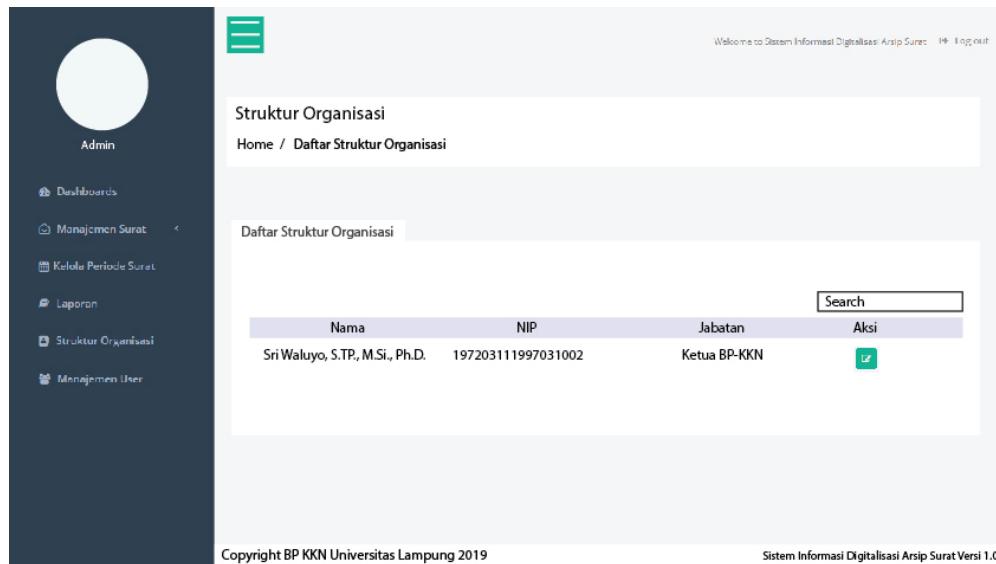 Welcome to Sistem Informasi Digitalisasi Arsip Surat Log out
Admin
Dashboards
Manajemen Surat
Kelola Periode Surat
Laporan
Struktur Organisasi
Manajemen User
Struktur Organisasi
Home / Daftar Struktur Organisasi
Daftar Struktur Organisasi
Search
Nama NIP Jabatan Aksi
Sri Waluyo, S.TP., M.Si., Ph.D. 197203111997031002 Ketua BP-KKN
Copyright BP KKN Universitas Lampung 2019 Sistem Informasi Digitalisasi Arsip Surat Versi 1.0